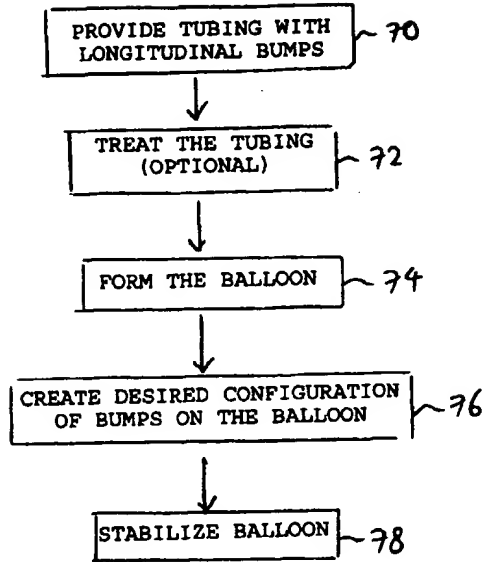 PROVIDE TUBING WITH
LONGITUDINAL BUMPS
70
TREAT THE TUBING
(OPTIONAL)
72
FORM THE BALLOON
74
CREATE DESIRED CONFIGURATION
OF BUMPS ON THE BALLOON
76
STABILIZE BALLOON
78